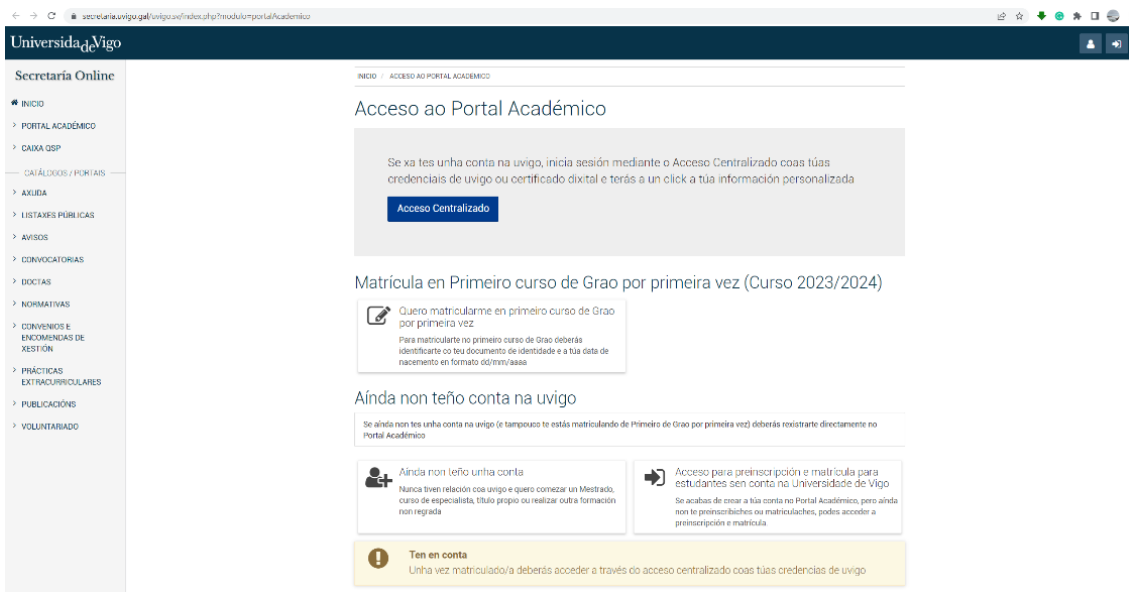 secretaria.uvigo.gal/uvigo.sv/index.php?modulo=portalAcademico
Universidade Vigo
Secretaría Online
INICIO
PORTAL ACADÉMICO
CAIXA QSP
CATÁLOGOS / PORTAIS
AXUDA
LISTAXES PÚBLICAS
AVISOS
CONVOCATORIAS
DOCTAS
NORMATIVAS
CONVENIOS E
ENCOMENDAS DE
XESTIÓN
PRÁCTICAS
EXTRACURRICULARES
PUBLICACIÓNS
VOLUNTARIADO
INICIO / ACCESO AO PORTAL ACADEMICO
Acceso ao Portal Académico
Se xa tes unha conta na uvigo, inicia sesión mediante o Acceso Centralizado coas túas
credenciais de uvigo ou certificado dixital e terás a un click a túa información personalizada
Acceso Centralizado
Matrícula en Primeiro curso de Grao por primeira vez (Curso 2023/2024)
Quero matricularme en primeiro curso de Grao
por primeira vez
Para matricularte no primeiro curso de Grao deberás
identificarte co teu documento de identidade e a túa data de
nacemento en formato dd/mm/aaaa
Aínda non teño conta na uvigo
Se aínda non tes unha conta na uvigo (e tampouco te estás matriculando de Primeiro de Grao por primeira vez) deberás rexistrarte directamente no
Portal Académico
Ainda non teño unha conta
Nunca tiven relación coa uvigo e quero comezar un Mestrado,
curso de especialista, título propio ou realizar outra formación
non regrada
Acceso para preinscripción e matrícula para
estudantes sen conta na Universidade de Vigo
Se acabas de crear a túa conta no Portal Académico, pero aínda
non te preinscribiches ou matriculaches, podes acceder a
preinscripción e matrícula
Ten en conta
Unha vez matriculado/a deberás acceder a través do acceso centralizado coas túas credencias de uvigo